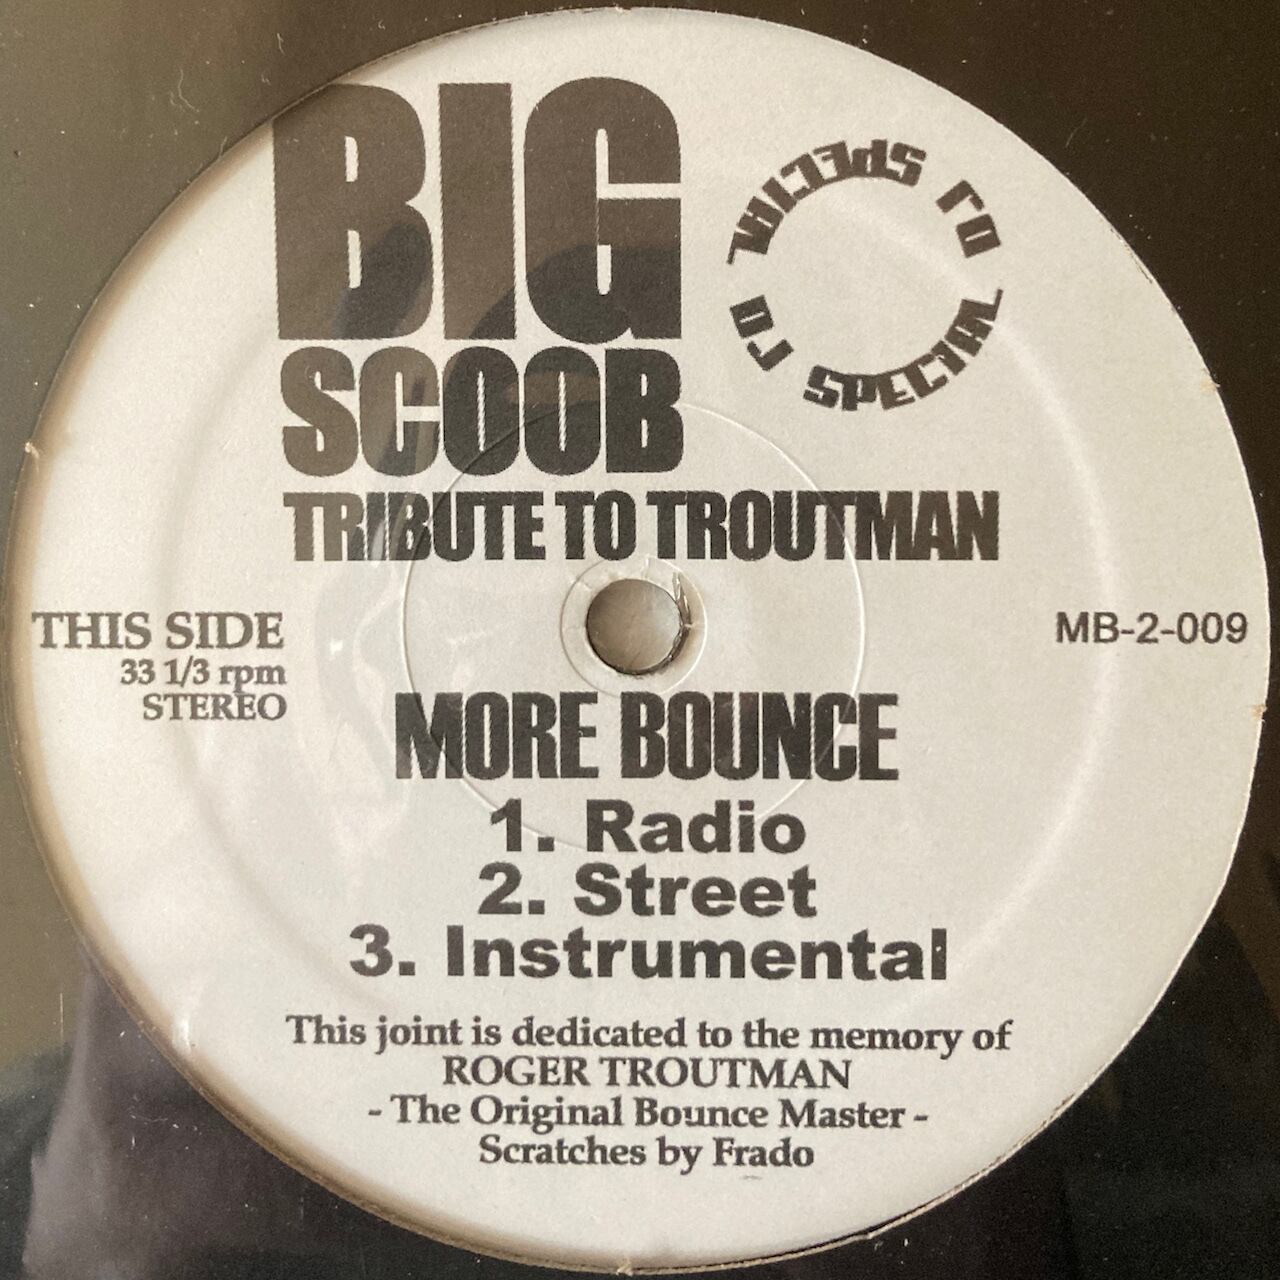 BIG
SCOOB
TRIBUTE TO TROUTMAN
SPECIAL
SPECIAL
THIS SIDE
33 1/3 rpm
STEREO
MB-2-009
MORE BOUNCE
1. Radio
2. Street
3. Instrumental
This joint is dedicated to the memory of
ROGER TROUTMAN
- The Original Bounce Master -
Scratches by Frado